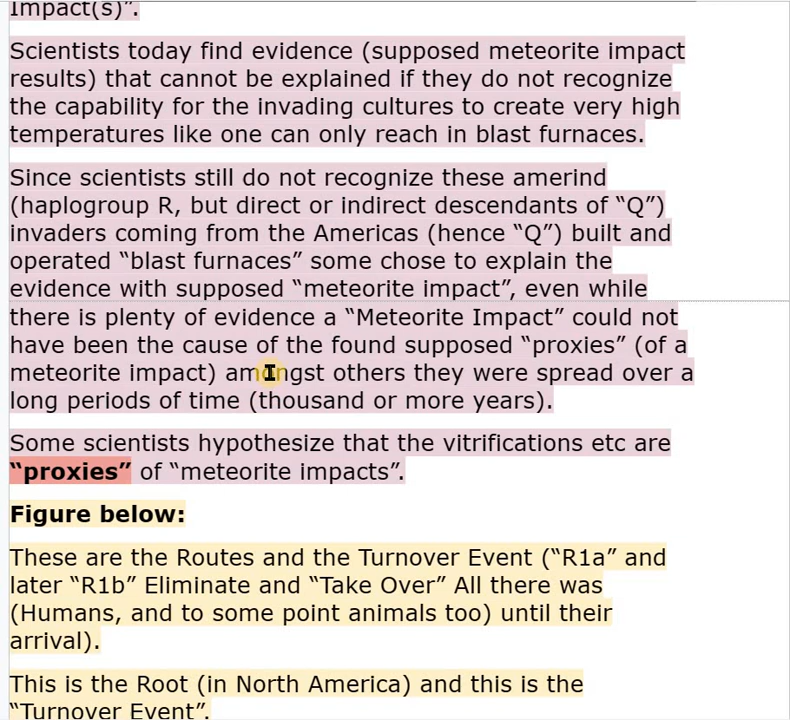 Impact(s)”.
Scientists today find evidence (supposed meteorite impact
results) that cannot be explained if they do not recognize
the capability for the invading cultures to create very high
temperatures like one can only reach in blast furnaces.
Since scientists still do not recognize these amerind
(haplogroup R, but direct or indirect descendants of “Q”)
invaders coming from the Americas (hence “Q”) built and
operated “blast furnaces” some chose to explain the
evidence with supposed “meteorite impact”, even while
there is plenty of evidence a “Meteorite Impact” could not
have been the cause of the found supposed “proxies” (of a
meteorite impact) amongst others they were spread over a
long periods of time (thousand or more years).
Some scientists hypothesize that the vitrifications etc are
“proxies” of “meteorite impacts”.
Figure below:
These are the Routes and the Turnover Event (“R1a” and
later “R1b” Eliminate and “Take Over” All there was
(Humans, and to some point animals too) until their
arrival).
This is the Root (in North America) and this is the
“Turnover Event”.